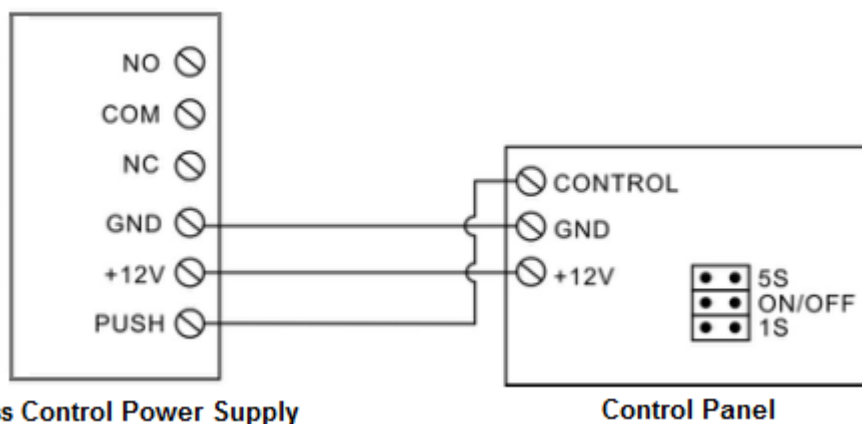 NO
COM
NC
GND
+12V
PUSH
CONTROL
GND
+12V
5S
ON/OFF
1S
s Control Power Supply
Control Panel